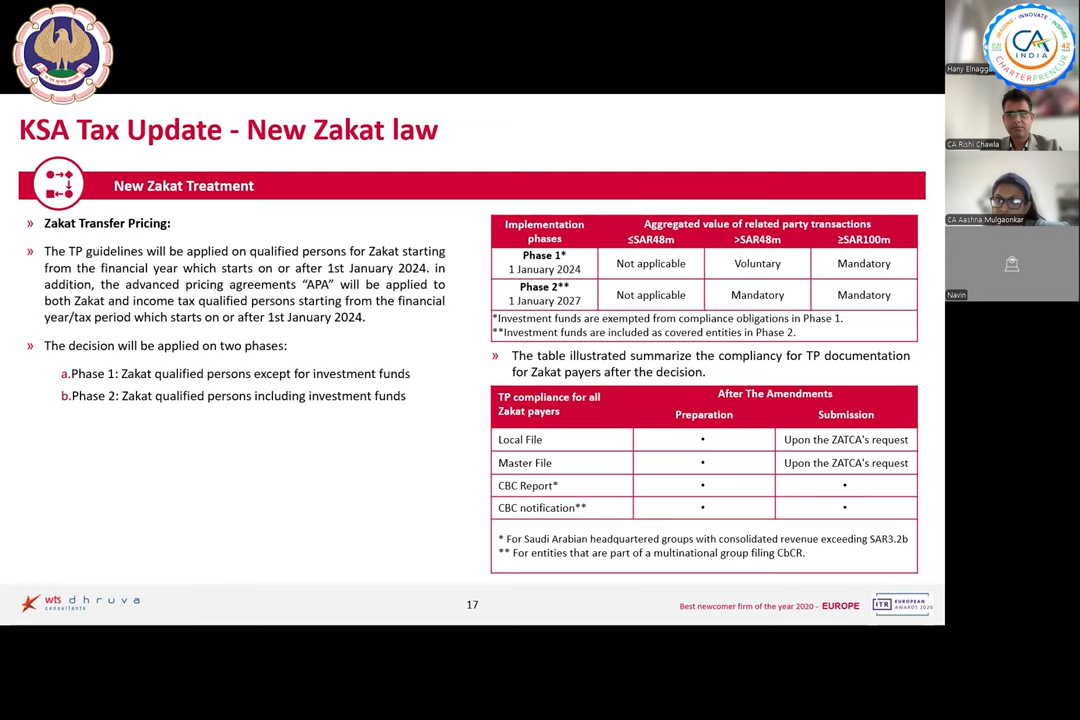 KSA Tax Update - New Zakat law
New Zakat Treatment
» Zakat Transfer Pricing:
» The TP guidelines will be applied on qualified persons for Zakat starting
from the financial year which starts on or after 1st January 2024. in
addition, the advanced pricing agreements "APA" will be applied to
both Zakat and income tax qualified persons starting from the financial
year/tax period which starts on or after 1st January 2024.
» The decision will be applied on two phases:
a.Phase 1: Zakat qualified persons except for investment funds
b.Phase 2: Zakat qualified persons including investment funds
Implementation phases
Aggregated value of related party transactions
≤SAR48m >SAR48m ≥SAR100m
Phase 1*
1 January 2024
Not applicable Voluntary Mandatory
Phase 2**
1 January 2027
Not applicable Mandatory Mandatory
*Investment funds are exempted from compliance obligations in Phase 1.
**Investment funds are included as covered entities in Phase 2.
» The table illustrated summarize the compliancy for TP documentation
for Zakat payers after the decision.
TP compliance for all
Zakat payers
After The Amendments
Preparation Submission
Local File • Upon the ZATCA's request
Master File • Upon the ZATCA's request
CBC Report* • •
CBC notification** • •
* For Saudi Arabian headquartered groups with consolidated revenue exceeding SAR3.2b
** For entities that are part of a multinational group filing CbCR.
wts dhruva
consultants
17
Best newcomer firm of the year 2020 - EUROPE
ITR EUROPEAN
AWARDS 2020
IMAGINE · INNOVATE · INSPIRE
CA
INDIA
42
CHARTERPRENEUR
Hany Elnagga
CA Rishi Chawla
CA Aashna Mulgaonkar
Navin